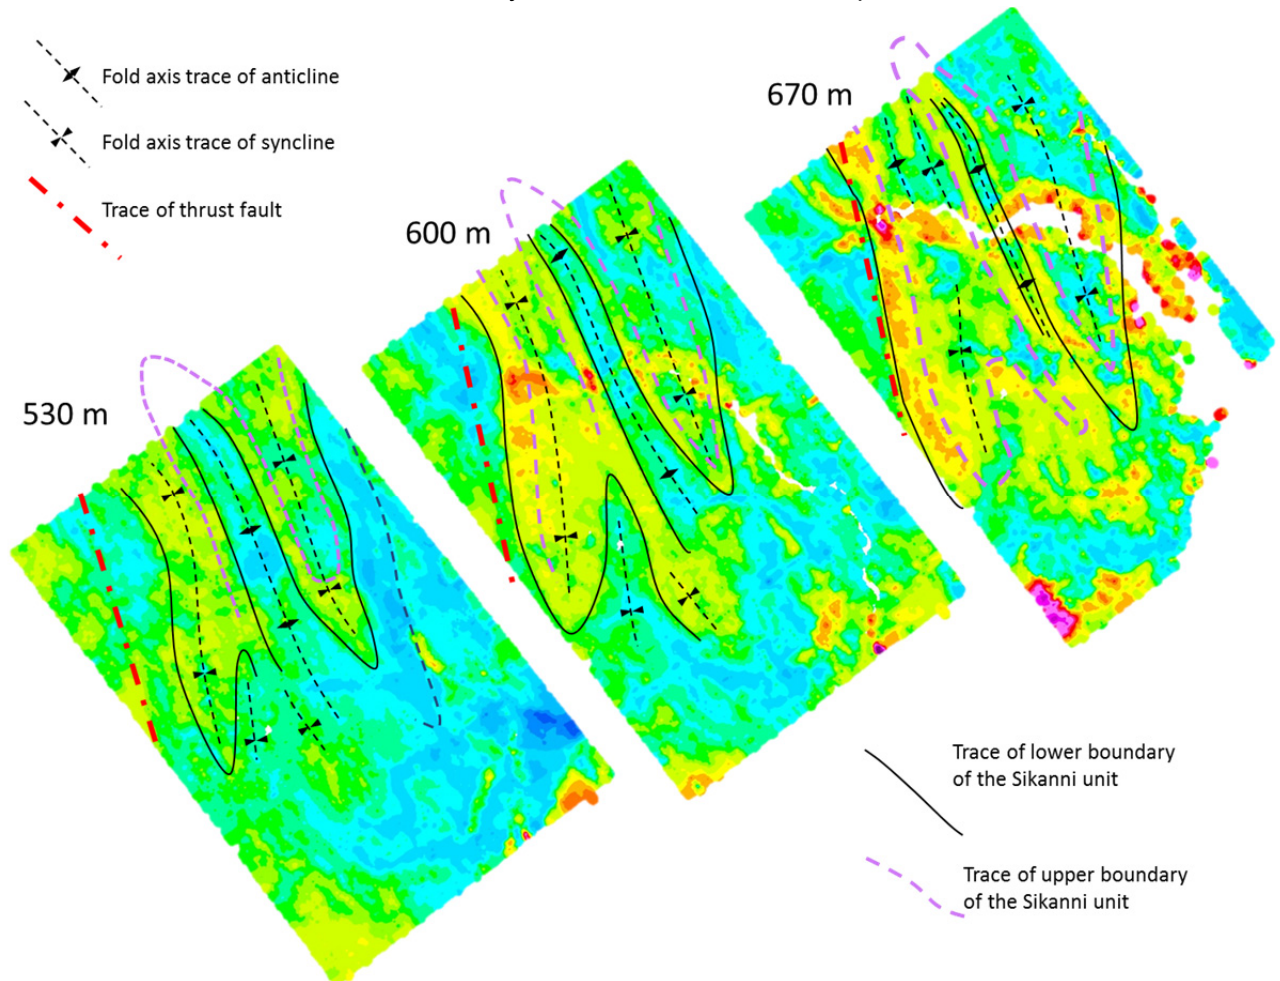 Fold axis trace of anticline
Fold axis trace of syncline
Trace of thrust fault
670 m
600 m
530 m
Trace of lower boundary
of the Sikanni unit
Trace of upper boundary
of the Sikanni unit